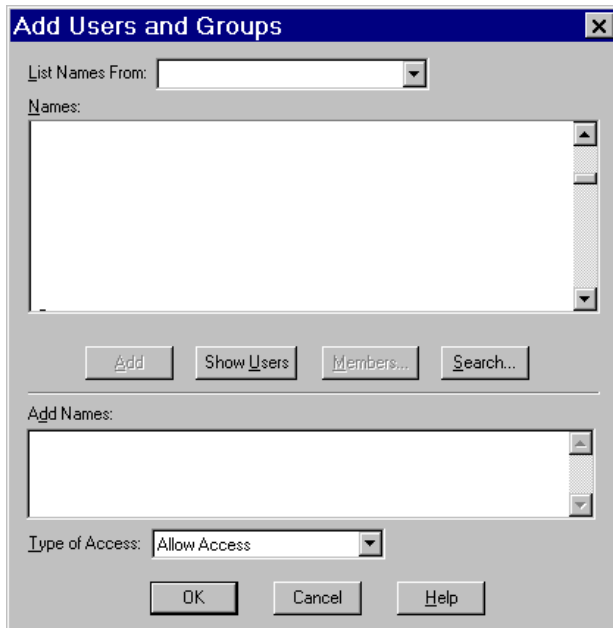 Add Users and Groups
List Names From:
Names:
Add Show Users Members... Search...
Add Names:
Type of Access: Allow Access
OK Cancel Help